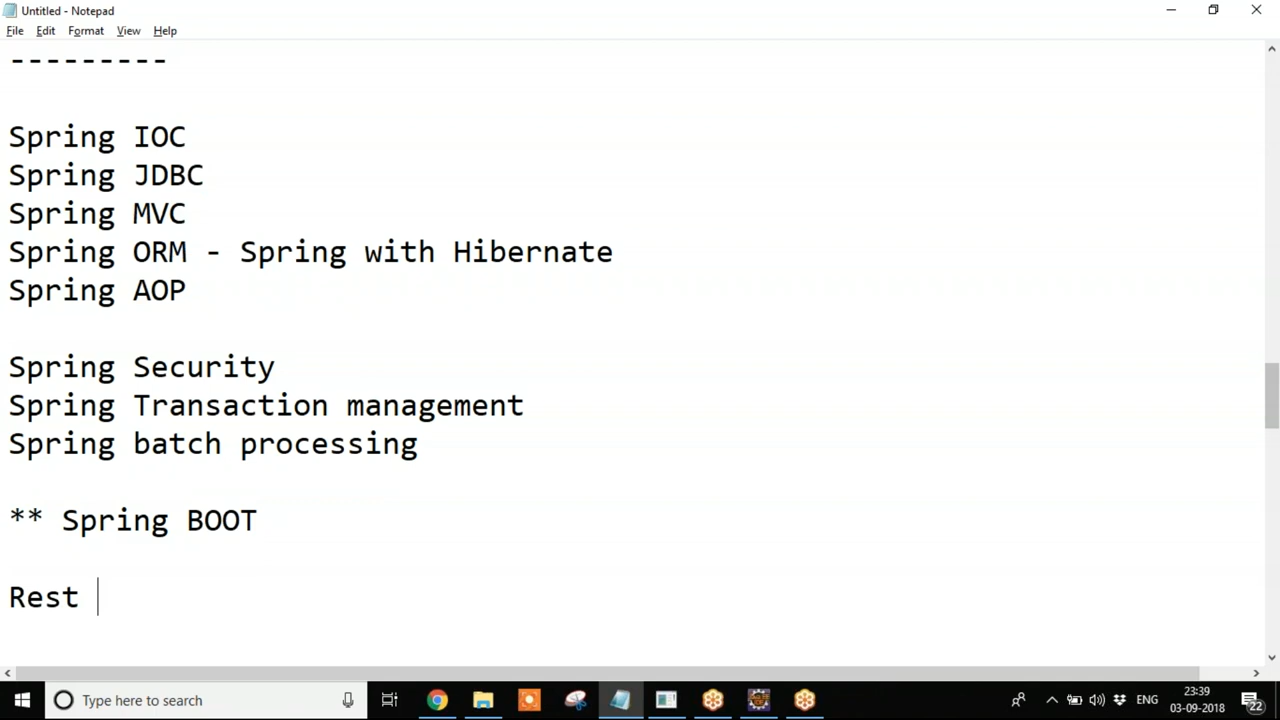 Untitled - Notepad
File Edit Format View Help
---------
Spring IOC
Spring JDBC
Spring MVC
Spring ORM - Spring with Hibernate
Spring AOP
Spring Security
Spring Transaction management
Spring batch processing
** Spring BOOT
Rest
Type here to search
ENG
23:39
03-09-2018
22